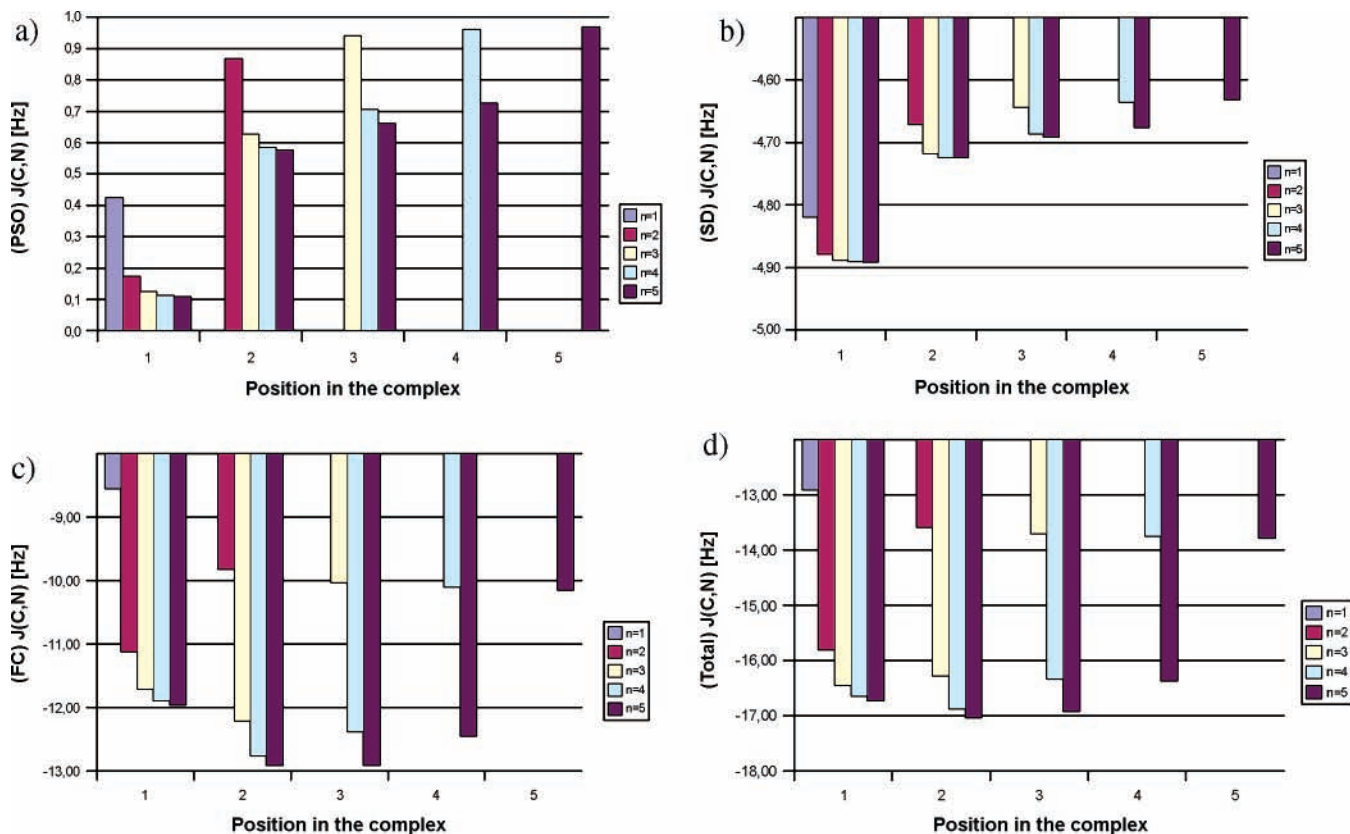 a)
(PSO) J(C,N) [Hz]
1,0
0,9
0,8
0,7
0,6
0,5
0,4
0,3
0,2
0,1
0,0
1 2 3 4 5
Position in the complex
n=1
n=2
n=3
n=4
n=5
b)
(SD) J(C,N) [Hz]
-4,60
-4,70
-4,80
-4,90
-5,00
1 2 3 4 5
Position in the complex
n=1
n=2
n=3
n=4
n=5
c)
(FC) J(C,N) [Hz]
-9,00
-10,00
-11,00
-12,00
-13,00
1 2 3 4 5
Position in the complex
n=1
n=2
n=3
n=4
n=5
d)
(Total) J(C,N) [Hz]
-13,00
-14,00
-15,00
-16,00
-17,00
-18,00
1 2 3 4 5
Position in the complex
n=1
n=2
n=3
n=4
n=5